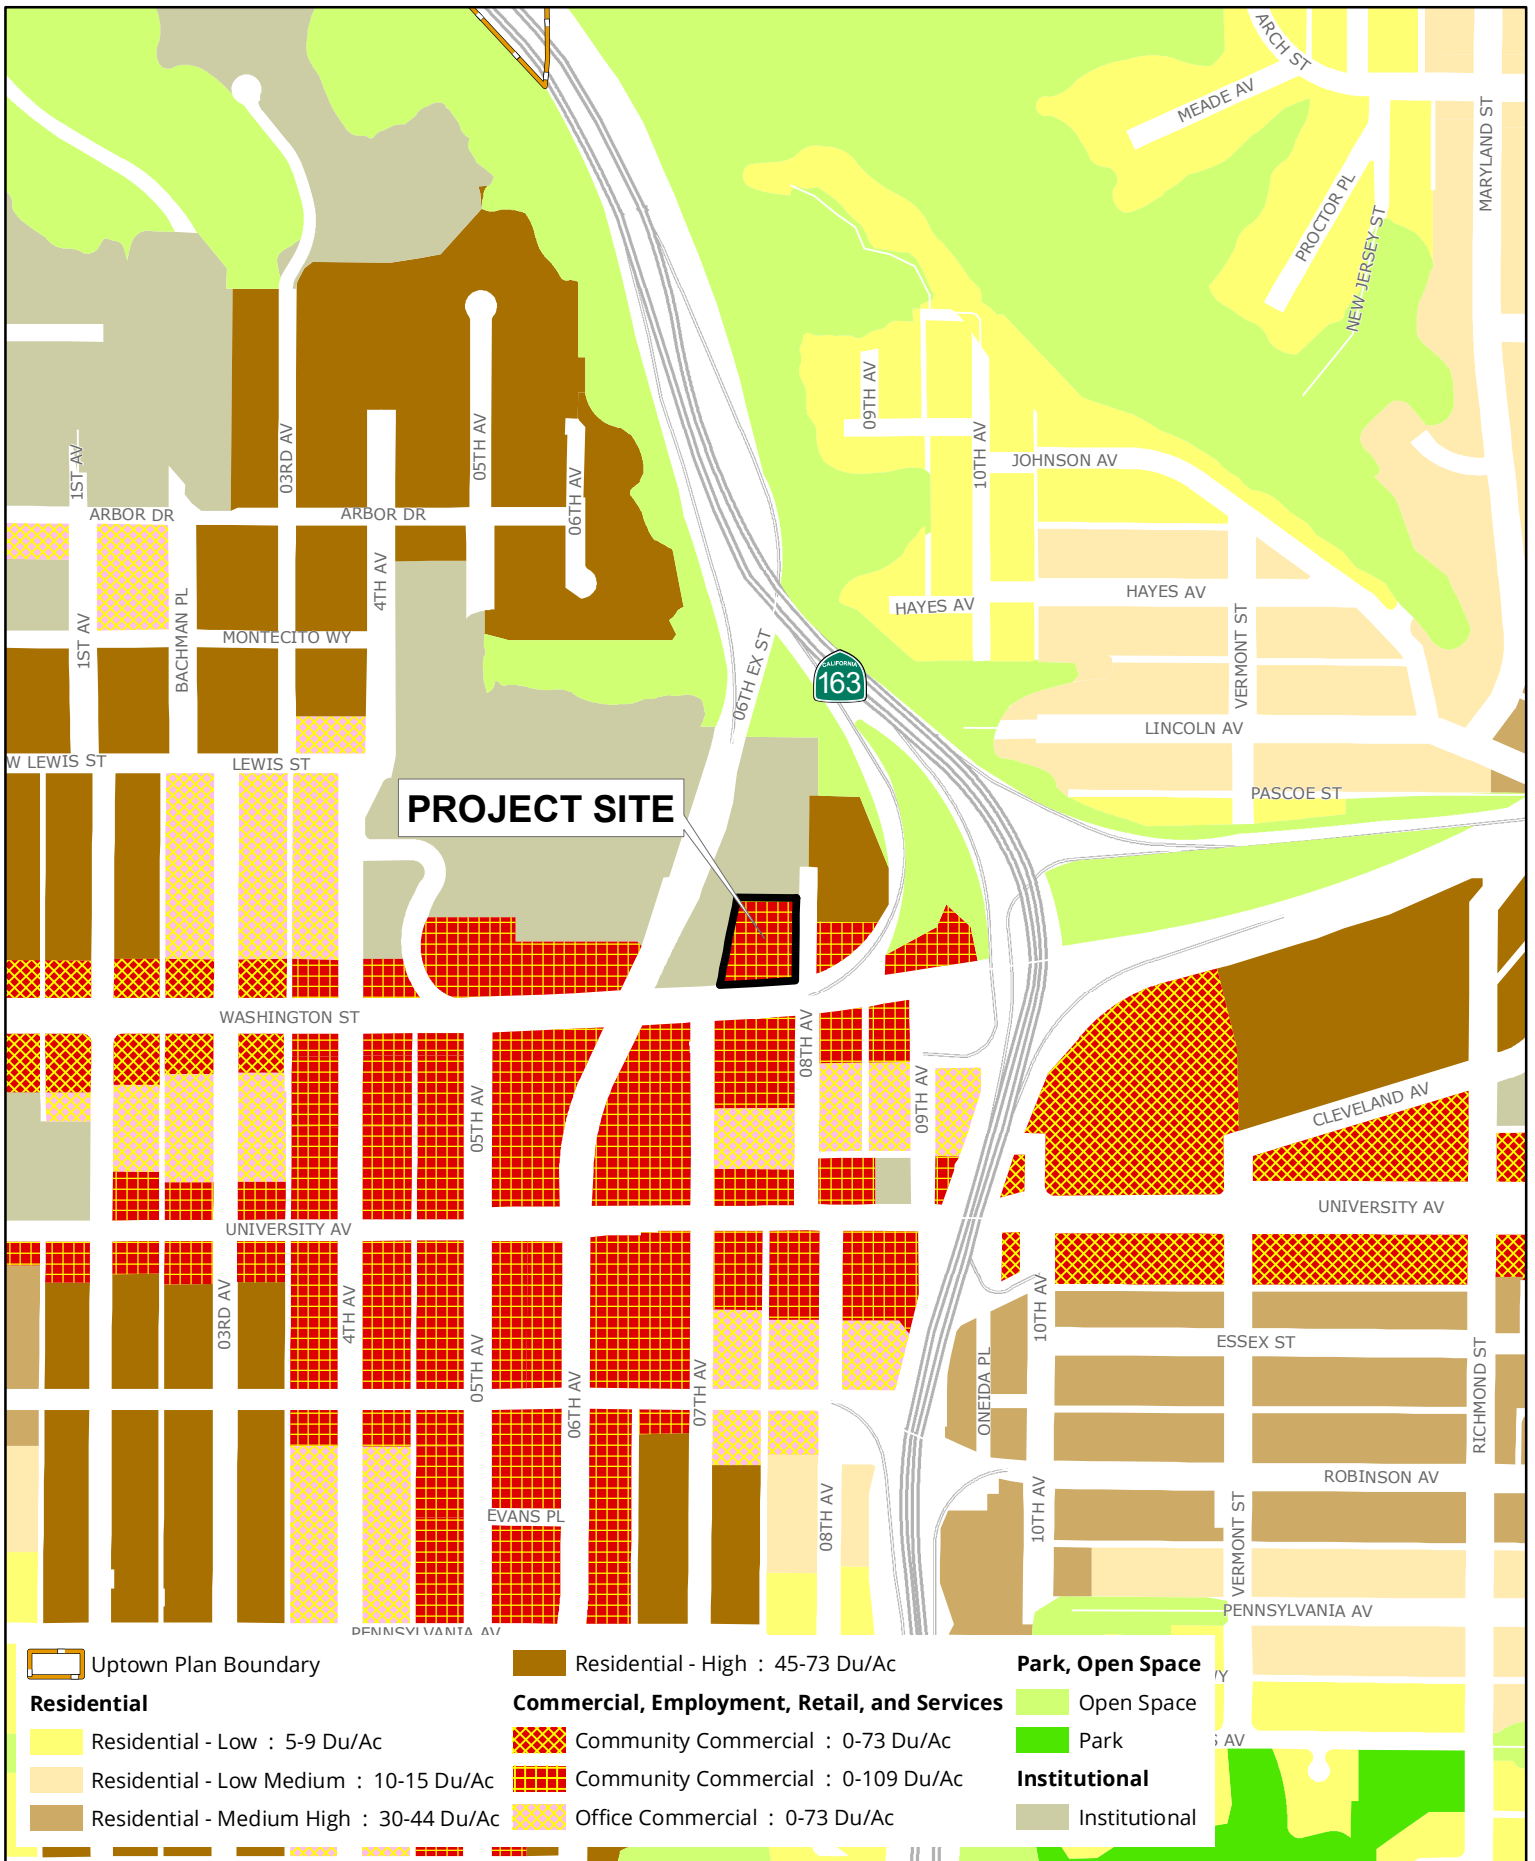 ARCH ST
MEADE AV
MARYLAND ST
PROCTOR PL
NEW JERSEY ST
09TH AV
10TH AV
JOHNSON AV
1ST AV
03RD AV
05TH AV
06TH AV
ARBOR DR
ARBOR DR
4TH AV
HAYES AV
HAYES AV
1ST AV
BACHMAN PL
MONTECITO WY
VERMONT ST
06TH EX ST
CALIFORNIA
163
LINCOLN AV
W LEWIS ST
LEWIS ST
PASCOE ST
PROJECT SITE
WASHINGTON ST
08TH AV
05TH AV
09TH AV
CLEVELAND AV
UNIVERSITY AV
UNIVERSITY AV
03RD AV
4TH AV
05TH AV
06TH AV
07TH AV
10TH AV
ONEIDA PL
ESSEX ST
RICHMOND ST
ROBINSON AV
EVANS PL
08TH AV
10TH AV
VERMONT ST
PENNSYLVANIA AV
PENNSYLVANIA AV
Uptown Plan Boundary
Residential
Residential - Low : 5-9 Du/Ac
Residential - Low Medium : 10-15 Du/Ac
Residential - Medium High : 30-44 Du/Ac
Residential - High : 45-73 Du/Ac
Commercial, Employment, Retail, and Services
Community Commercial : 0-73 Du/Ac
Community Commercial : 0-109 Du/Ac
Office Commercial : 0-73 Du/Ac
Park, Open Space
Open Space
Park
Institutional
Institutional
AV